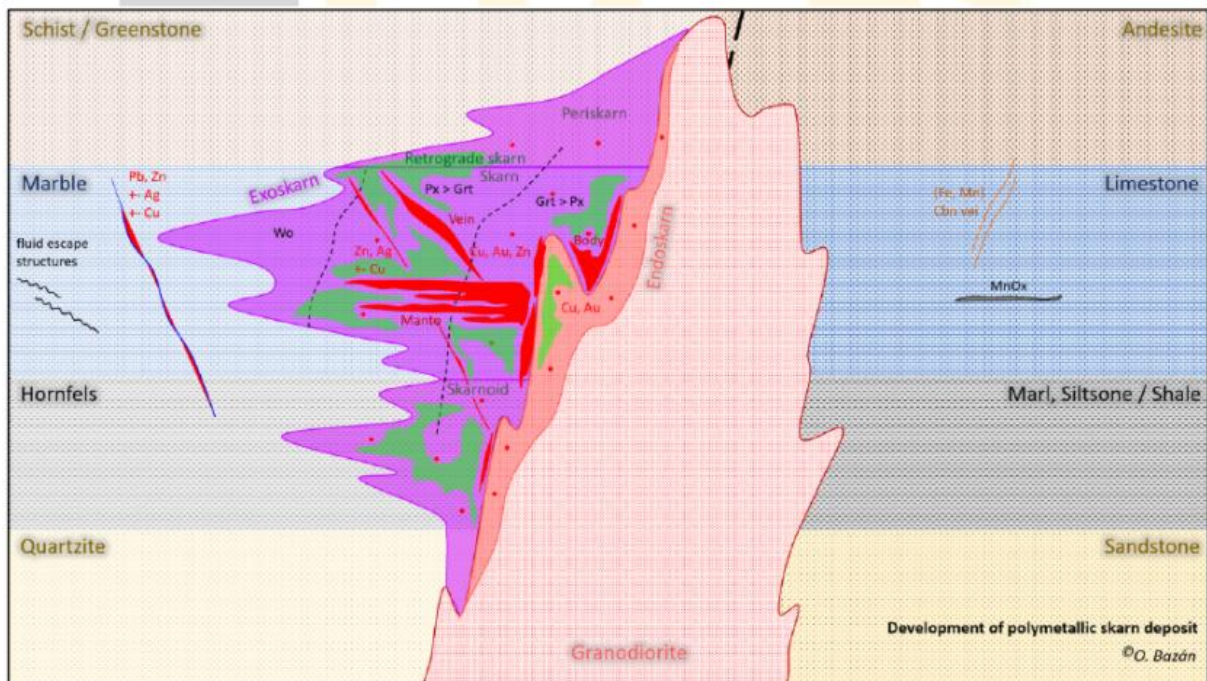 Schist / Greenstone
Andesite
Periskarn
Retrograde skarn
Skarn
Exoskarn
Marble
Pb, Zn
+- Ag
+- Cu
Px > Grt
Grt > Px
Limestone
(Fe, Mn)
Cbn ver
Wo
Vein
Body
Endoskarn
fluid escape
structures
Zn, Ag
+- Cu
Cu, Au, Zn
Cu, Au
MnOx
Manto
Skarnoid
Hornfels
Marl, Siltsone / Shale
Quartzite
Sandstone
Granodiorite
Development of polymetallic skarn deposit
©O. Bazán